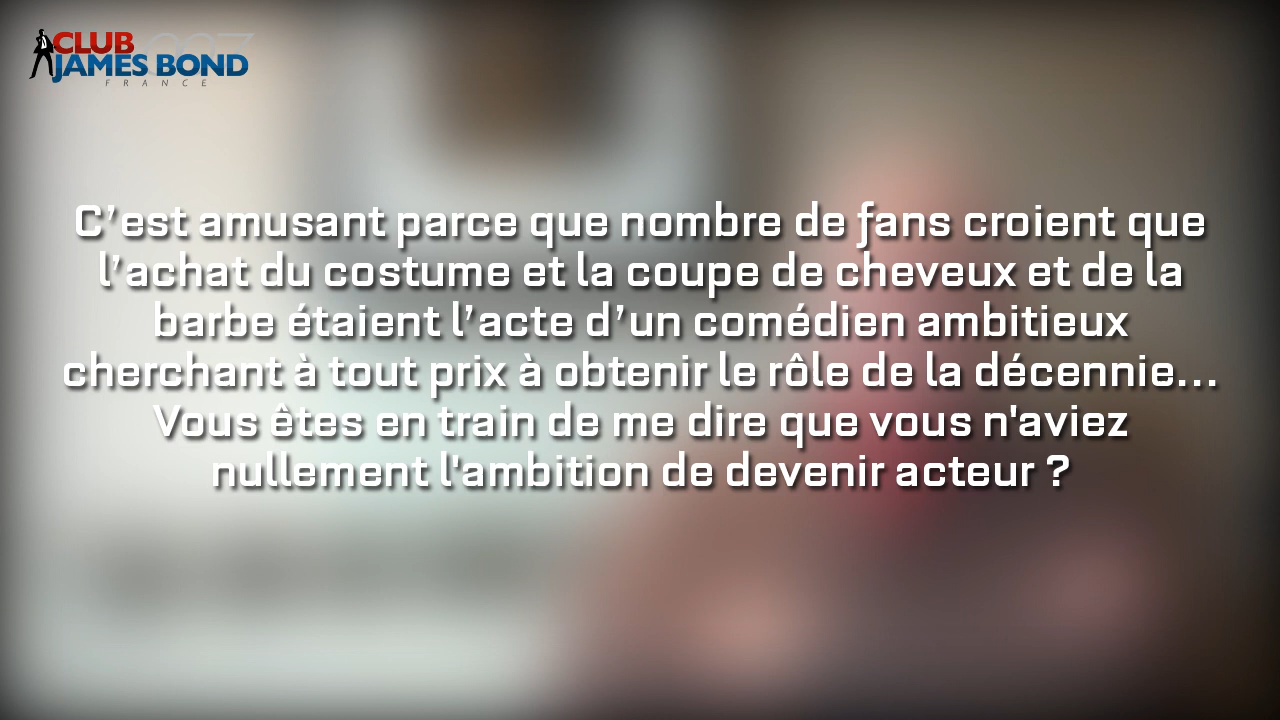 CLUB 007
JAMES BOND
FRANCE
C’est amusant parce que nombre de fans croient que
l’achat du costume et la coupe de cheveux et de la
barbe étaient l’acte d’un comédien ambitieux
cherchant à tout prix à obtenir le rôle de la décennie...
Vous êtes en train de me dire que vous n'aviez
nullement l'ambition de devenir acteur ?